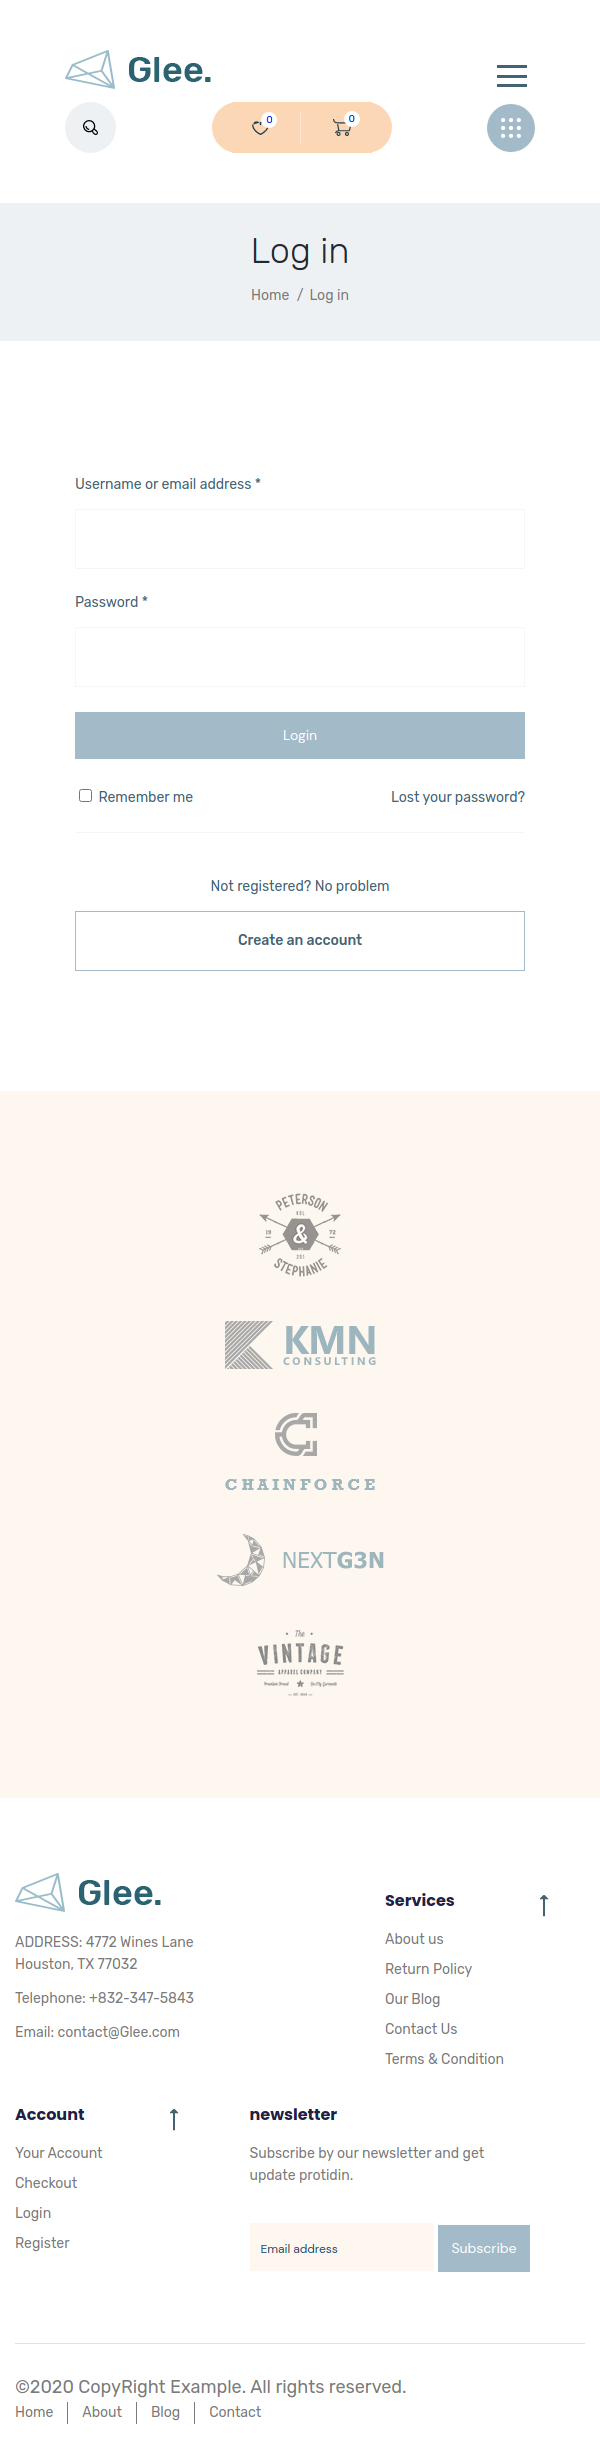 Glee.
0
0
Log in
Home / Log in
Username or email address *
Password *
Login
Remember me
Lost your password?
Not registered? No problem
Create an account
PETERSON
19
&
72
STEPHANIE
KMN
CONSULTING
CHAINFORCE
NEXTG3N
The
VINTAGE
APPAREL COMPANY
Glee.
ADDRESS: 4772 Wines Lane
Houston, TX 77032
Telephone: +832-347-5843
Email: contact@Glee.com
Services
About us
Return Policy
Our Blog
Contact Us
Terms & Condition
Account
Your Account
Checkout
Login
Register
newsletter
Subscribe by our newsletter and get
update protidin.
Email address
Subscribe
©2020 CopyRight Example. All rights reserved.
Home
About
Blog
Contact